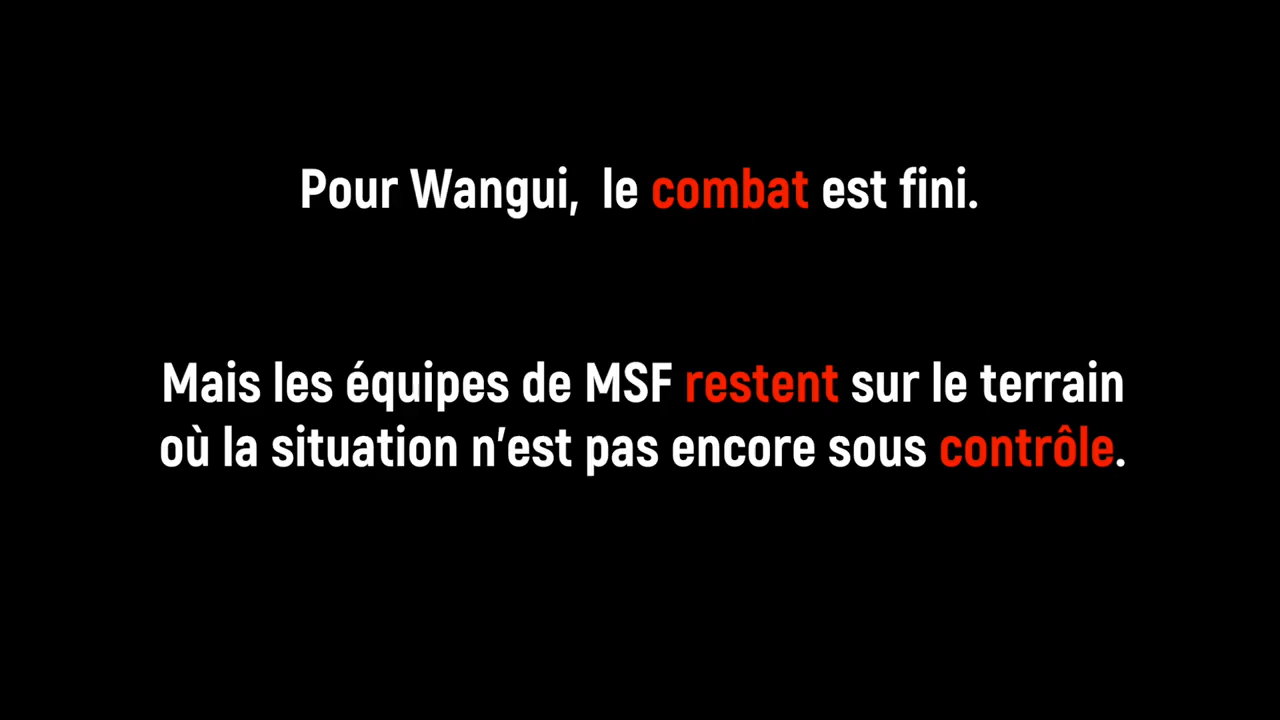 Pour Wangui, le combat est fini.
Mais les équipes de MSF restent sur le terrain
où la situation n’est pas encore sous contrôle.